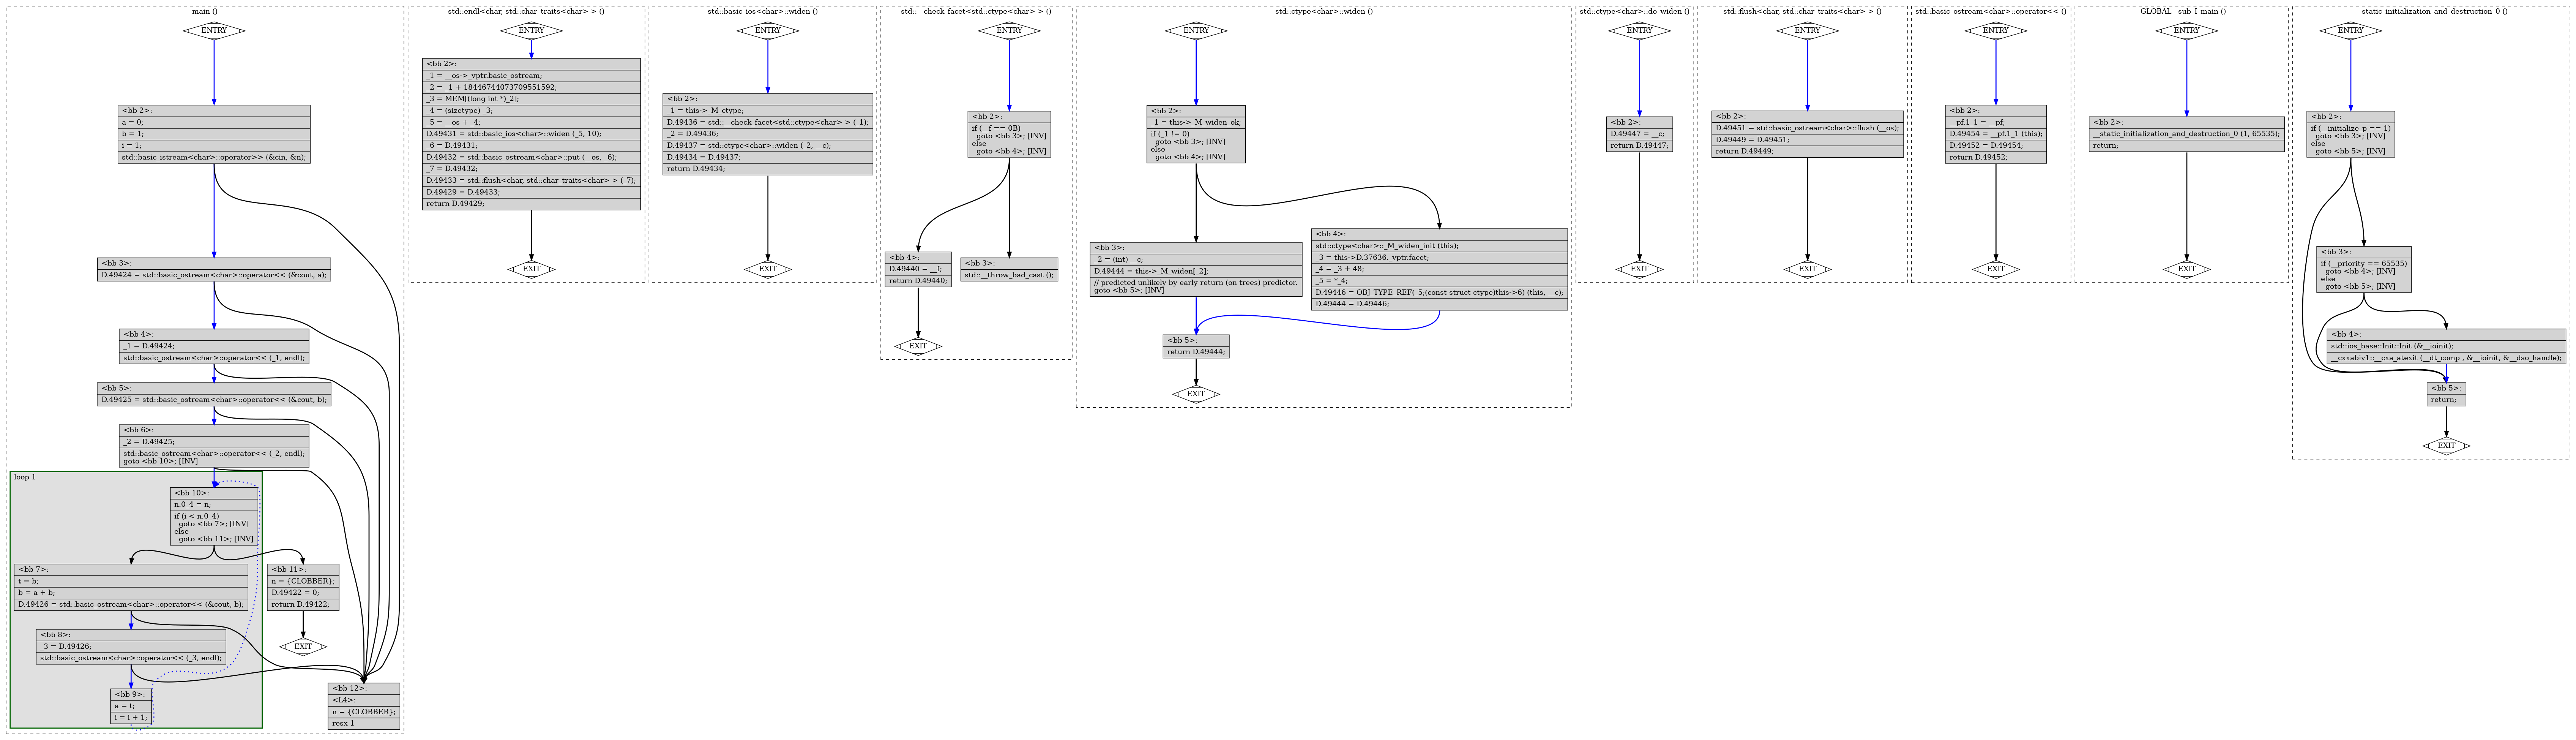 main ()
ENTRY
<bb 2>:
a = 0;
b = 1;
i = 1;
std::basic_istream<char>::operator>> (&cin, &n);
<bb 3>:
D.49424 = std::basic_ostream<char>::operator<< (&cout, a);
<bb 4>:
_1 = D.49424;
std::basic_ostream<char>::operator<< (_1, endl);
<bb 5>:
D.49425 = std::basic_ostream<char>::operator<< (&cout, b);
<bb 6>:
_2 = D.49425;
std::basic_ostream<char>::operator<< (_2, endl);
goto <bb 10>; [INV]
loop 1
<bb 10>:
n.0_4 = n;
if (i < n.0_4)
goto <bb 7>; [INV]
else
goto <bb 11>; [INV]
<bb 7>:
t = b;
b = a + b;
D.49426 = std::basic_ostream<char>::operator<< (&cout, b);
<bb 11>:
n = {CLOBBER};
D.49422 = 0;
return D.49422;
<bb 8>:
_3 = D.49426;
std::basic_ostream<char>::operator<< (_3, endl);
EXIT
<bb 9>:
a = t;
i = i + 1;
<bb 12>:
<L4>:
n = {CLOBBER};
resx 1
std::endl<char, std::char_traits<char> > ()
ENTRY
<bb 2>:
_1 = __os->_vptr.basic_ostream;
_2 = _1 + 18446744073709551592;
_3 = MEM[(long int *)_2];
_4 = (sizetype) _3;
_5 = __os + _4;
D.49431 = std::basic_ios<char>::widen (_5, 10);
_6 = D.49431;
D.49432 = std::basic_ostream<char>::put (__os, _6);
_7 = D.49432;
D.49433 = std::flush<char, std::char_traits<char> > (_7);
D.49429 = D.49433;
return D.49429;
EXIT
std::basic_ios<char>::widen ()
ENTRY
<bb 2>:
_1 = this->_M_ctype;
D.49436 = std::__check_facet<std::ctype<char> > (_1);
_2 = D.49436;
D.49437 = std::ctype<char>::widen (_2, __c);
D.49434 = D.49437;
return D.49434;
EXIT
std::__check_facet<std::ctype<char> > ()
ENTRY
<bb 2>:
if (__f == 0B)
goto <bb 3>; [INV]
else
goto <bb 4>; [INV]
<bb 4>:
D.49440 = __f;
return D.49440;
<bb 3>:
std::__throw_bad_cast ();
EXIT
std::ctype<char>::widen ()
ENTRY
<bb 2>:
_1 = this->_M_widen_ok;
if (_1 != 0)
goto <bb 3>; [INV]
else
goto <bb 4>; [INV]
<bb 3>:
_2 = (int) __c;
D.49444 = this->_M_widen[_2];
// predicted unlikely by early return (on trees) predictor.
goto <bb 5>; [INV]
<bb 4>:
std::ctype<char>::_M_widen_init (this);
_3 = this->D.37636._vptr.facet;
_4 = _3 + 48;
_5 = *_4;
D.49446 = OBJ_TYPE_REF(_5;(const struct ctype)this->6) (this, __c);
D.49444 = D.49446;
<bb 5>:
return D.49444;
EXIT
std::ctype<char>::do_widen ()
ENTRY
<bb 2>:
D.49447 = __c;
return D.49447;
EXIT
std::flush<char, std::char_traits<char> > ()
ENTRY
<bb 2>:
D.49451 = std::basic_ostream<char>::flush (__os);
D.49449 = D.49451;
return D.49449;
EXIT
std::basic_ostream<char>::operator<< ()
ENTRY
<bb 2>:
__pf.1_1 = __pf;
D.49454 = __pf.1_1 (this);
D.49452 = D.49454;
return D.49452;
EXIT
_GLOBAL__sub_I_main ()
ENTRY
<bb 2>:
__static_initialization_and_destruction_0 (1, 65535);
return;
EXIT
__static_initialization_and_destruction_0 ()
ENTRY
<bb 2>:
if (__initialize_p == 1)
goto <bb 3>; [INV]
else
goto <bb 5>; [INV]
<bb 3>:
if (__priority == 65535)
goto <bb 4>; [INV]
else
goto <bb 5>; [INV]
<bb 4>:
std::ios_base::Init::Init (&__ioinit);
__cxxabiv1::__cxa_atexit (__dt_comp , &__ioinit, &__dso_handle);
<bb 5>:
return;
EXIT